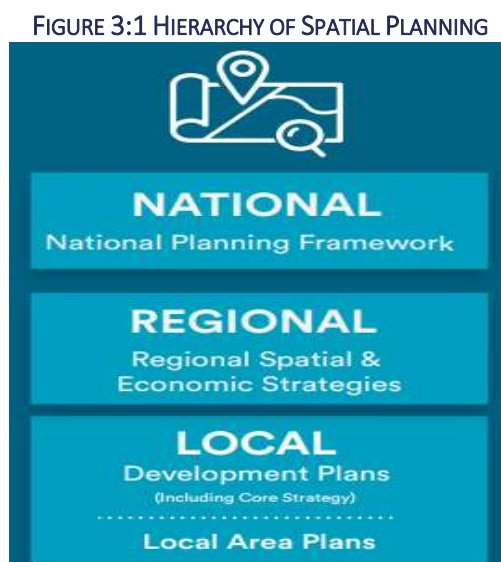 FIGURE 3:1 HIERARCHY OF SPATIAL PLANNING
NATIONAL
National Planning Framework
REGIONAL
Regional Spatial &
Economic Strategies
LOCAL
Development Plans
(Including Core Strategy)
Local Area Plans